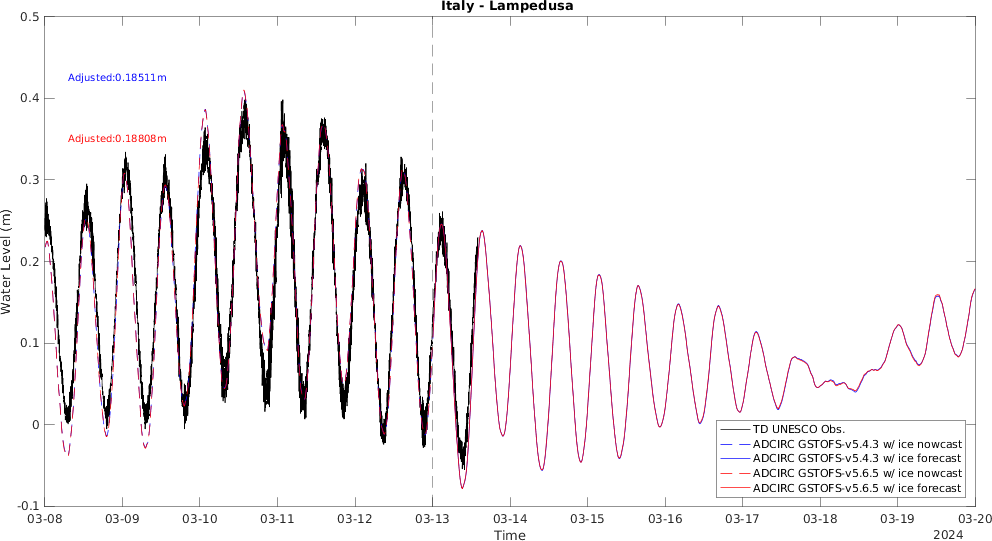 Italy - Lampedusa
0.5
0.4
0.3
0.2
0.1
0
-0.1
Water Level (m)
Adjusted:0.18511m
Adjusted:0.18808m
TD UNESCO Obs.
ADCIRC GSTOFS-v5.4.3 w/ ice nowcast
ADCIRC GSTOFS-v5.4.3 w/ ice forecast
ADCIRC GSTOFS-v5.6.5 w/ ice nowcast
ADCIRC GSTOFS-v5.6.5 w/ ice forecast
03-08 03-09 03-10 03-11 03-12 03-13 03-14 03-15 03-16 03-17 03-18 03-19 03-20
Time
2024